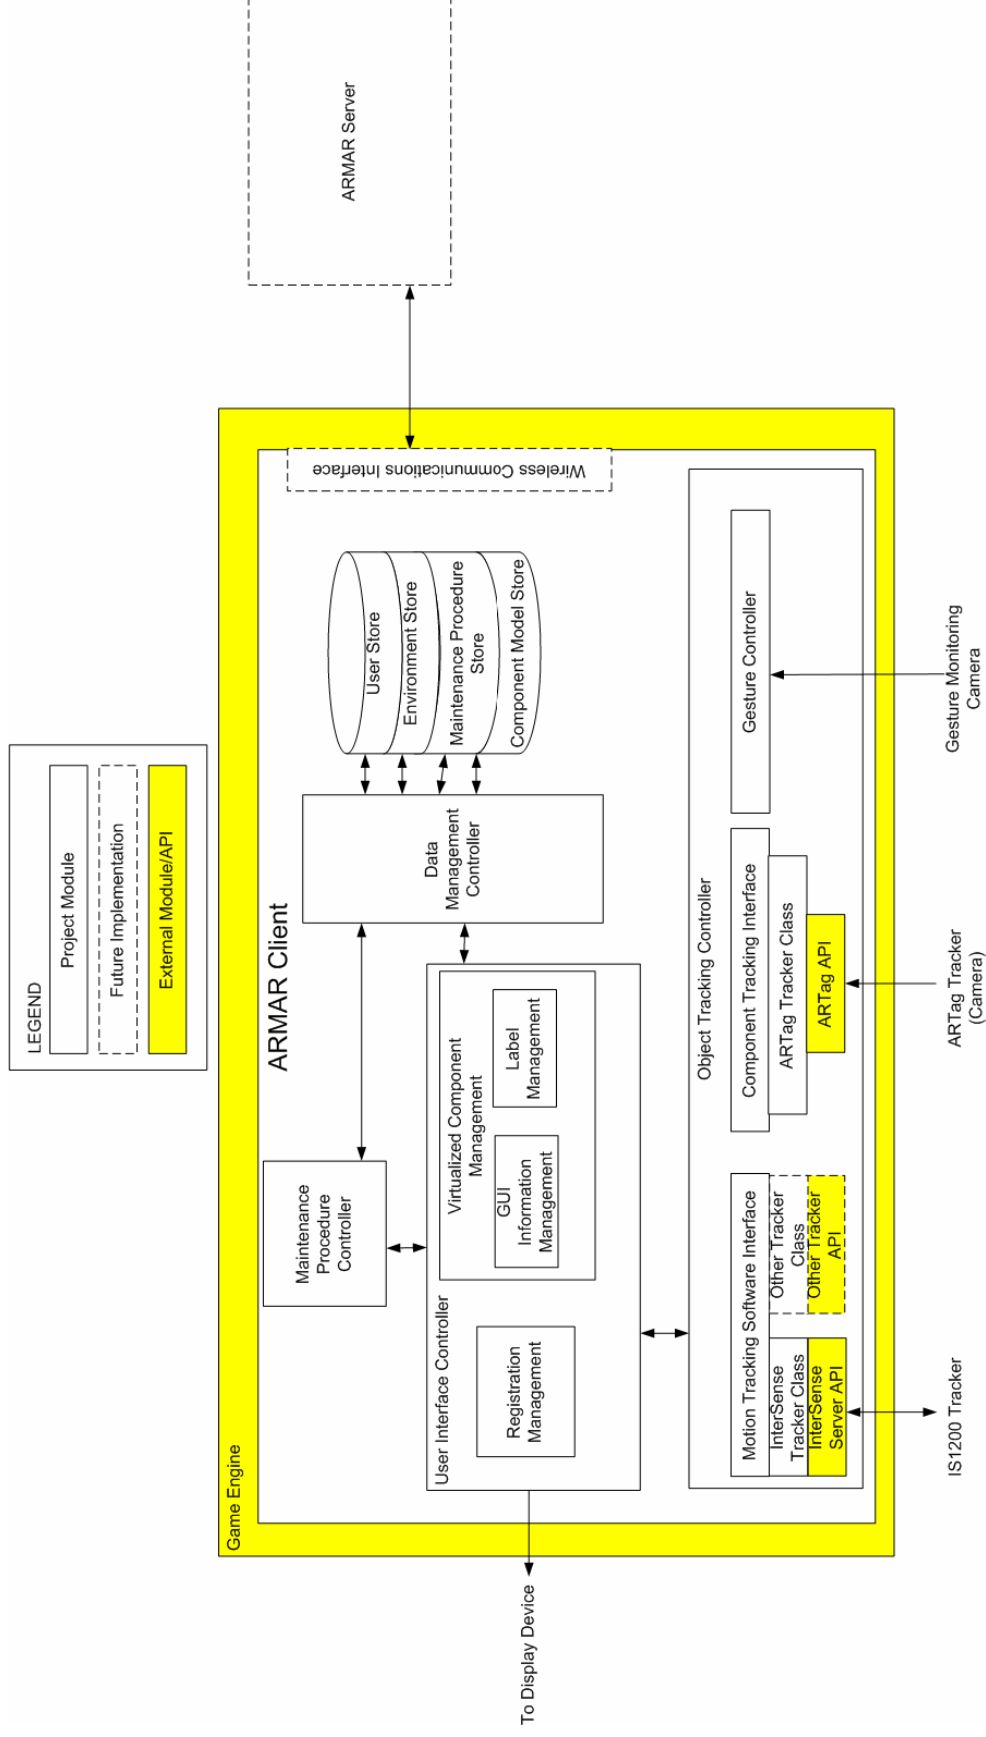 LEGEND
Project Module
Future Implementation
External Module/API
ARMAR Server
Game Engine
ARMAR Client
Wireless Communications Interface
Maintenance
Procedure
Controller
Data
Management
Controller
User Store
Environment Store
Maintenance Procedure
Store
Component Model Store
User Interface Controller
Registration
Management
Virtualized Component
Management
GUI
Information
Management
Label
Management
To Display Device
Object Tracking Controller
Motion Tracking Software Interface
InterSense
Tracker Class
InterSense
Server API
Other Tracker
Class
Other Tracker
API
Component Tracking Interface
ARTag Tracker Class
ARTag API
Gesture Controller
IS1200 Tracker
ARTag Tracker
(Camera)
Gesture Monitoring
Camera